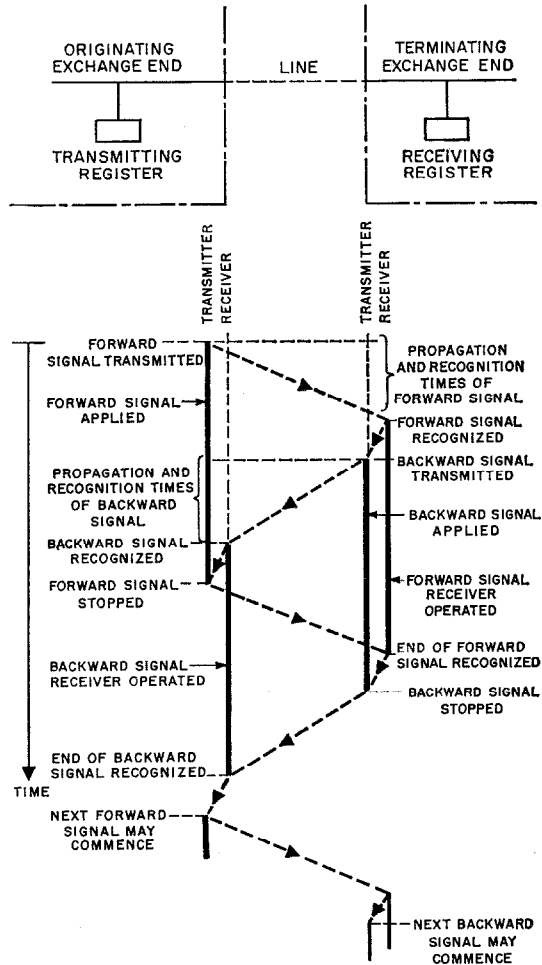 ORIGINATING
EXCHANGE END
LINE
TERMINATING
EXCHANGE END
TRANSMITTING
REGISTER
RECEIVING
REGISTER
TRANSMITTER
RECEIVER
TRANSMITTER
RECEIVER
FORWARD
SIGNAL TRANSMITTED
PROPAGATION
AND RECOGNITION
TIMES OF
FORWARD SIGNAL
FORWARD SIGNAL
APPLIED
FORWARD SIGNAL
RECOGNIZED
PROPAGATION AND
RECOGNITION TIMES
OF BACKWARD
SIGNAL
BACKWARD SIGNAL
TRANSMITTED
BACKWARD SIGNAL
APPLIED
BACKWARD SIGNAL
RECOGNIZED
FORWARD SIGNAL
STOPPED
FORWARD SIGNAL
RECEIVER
OPERATED
END OF FORWARD
SIGNAL RECOGNIZED
BACKWARD SIGNAL
RECEIVER OPERATED
BACKWARD SIGNAL
STOPPED
END OF BACKWARD
SIGNAL RECOGNIZED
TIME
NEXT FORWARD
SIGNAL MAY
COMMENCE
NEXT BACKWARD
SIGNAL MAY
COMMENCE